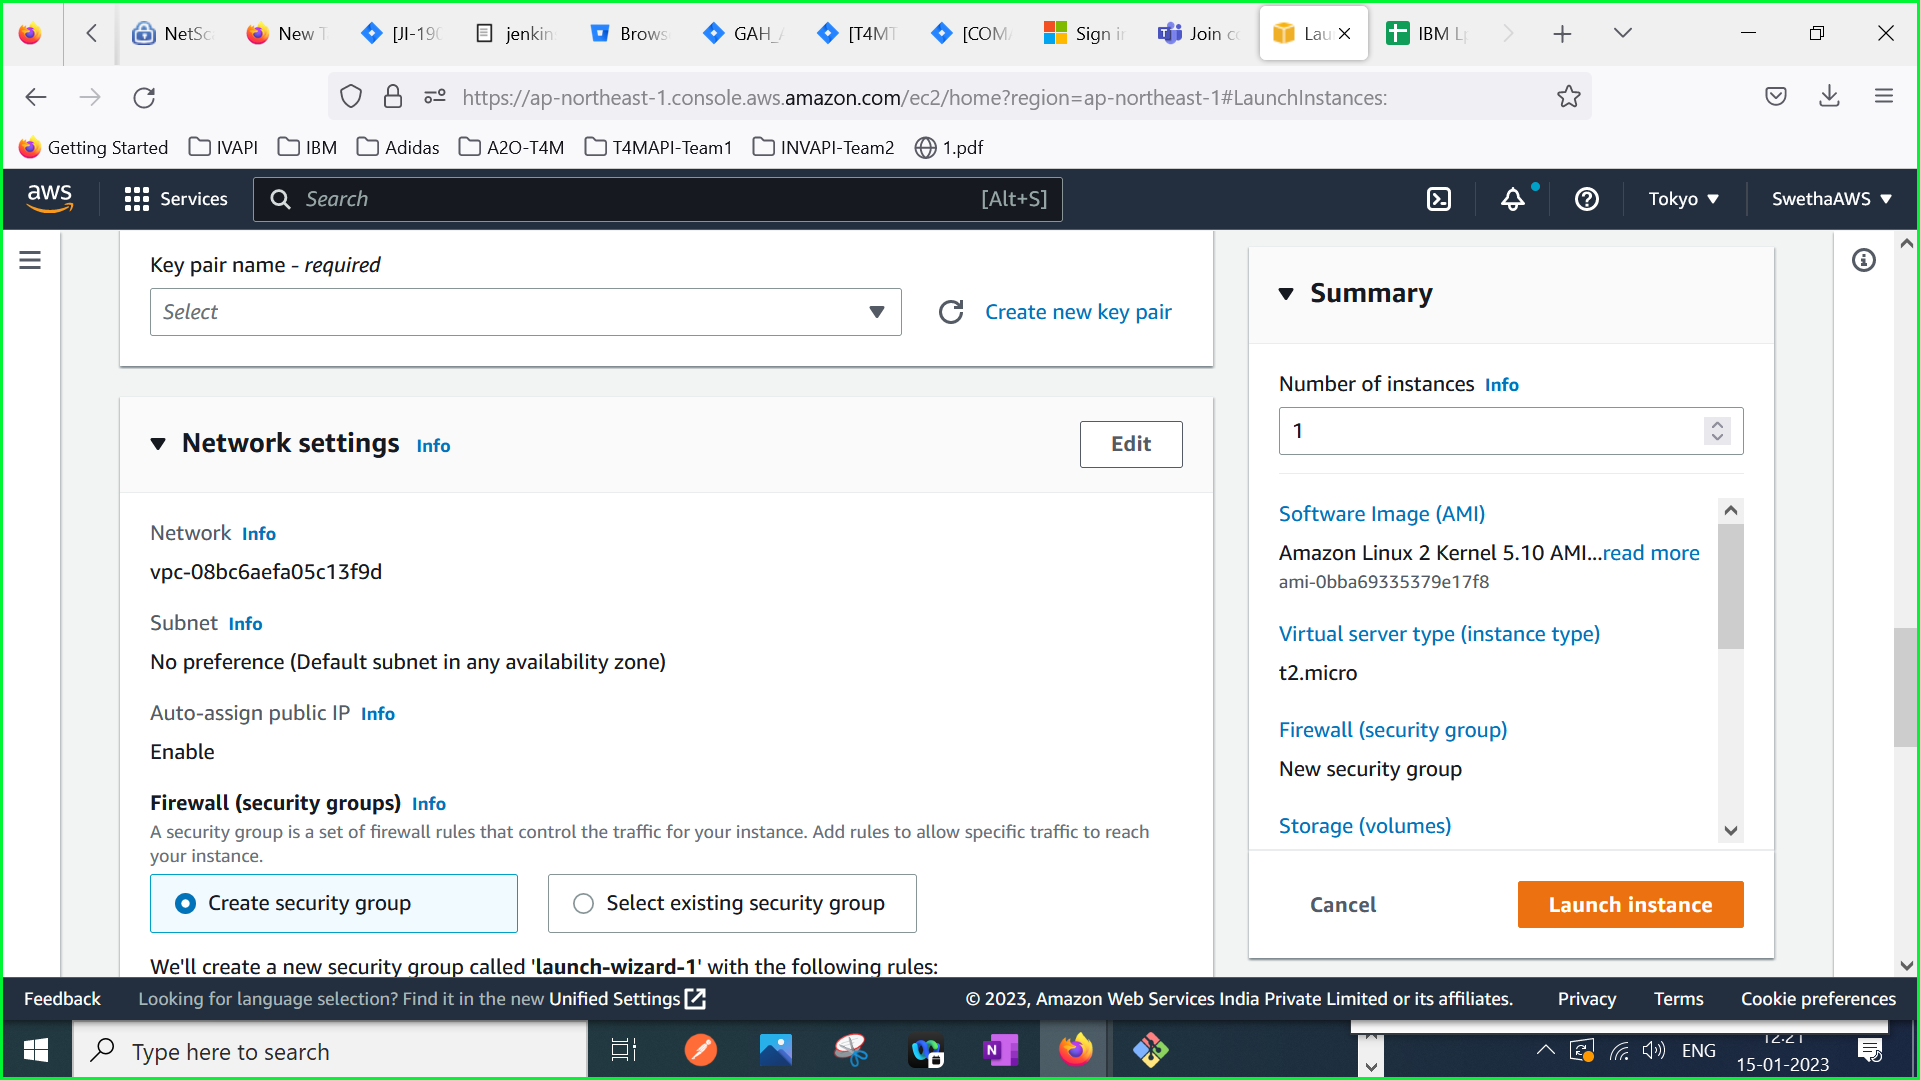 NetSc
New T
[JI-190
jenkin
Brows
GAH_A
[T4MT
[COMA
Sign in
Join co
Lau
IBM Lp
https://ap-northeast-1.console.aws.amazon.com/ec2/home?region=ap-northeast-1#LaunchInstances:
Getting Started
IVAPI
IBM
Adidas
A2O-T4M
T4MAPI-Team1
INVAPI-Team2
1.pdf
aws
Services
Search
[Alt+S]
Tokyo
SwethaAWS
Key pair name - required
Select
Create new key pair
Network settings Info
Edit
Network Info
vpc-08bc6aefa05c13f9d
Subnet Info
No preference (Default subnet in any availability zone)
Auto-assign public IP Info
Enable
Firewall (security groups) Info
A security group is a set of firewall rules that control the traffic for your instance. Add rules to allow specific traffic to reach
your instance.
Create security group
Select existing security group
We'll create a new security group called 'launch-wizard-1' with the following rules:
Summary
Number of instances Info
1
Software Image (AMI)
Amazon Linux 2 Kernel 5.10 AMI...read more
ami-0bba69335379e17f8
Virtual server type (instance type)
t2.micro
Firewall (security group)
New security group
Storage (volumes)
Cancel
Launch instance
Feedback
Looking for language selection? Find it in the new Unified Settings
© 2023, Amazon Web Services India Private Limited or its affiliates.
Privacy
Terms
Cookie preferences
Type here to search
N
ENG
12:21
15-01-2023